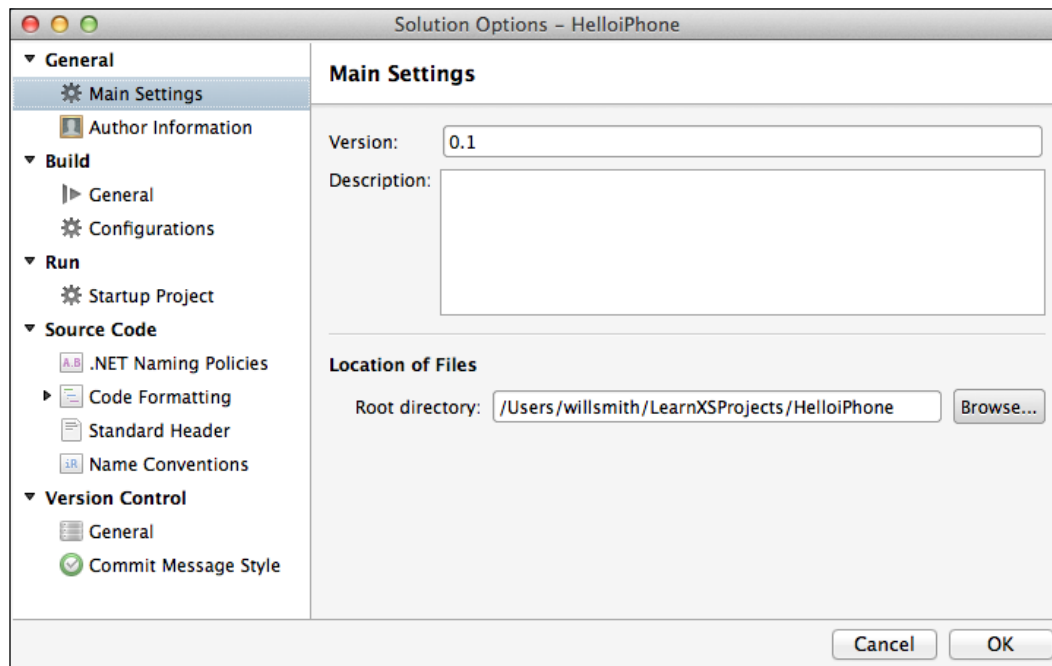 Solution Options – HelloiPhone
General
Main Settings
Author Information
Build
General
Configurations
Run
Startup Project
Source Code
A.B .NET Naming Policies
Code Formatting
Standard Header
iR Name Conventions
Version Control
General
Commit Message Style
Main Settings
Version: 0.1
Description:
Location of Files
Root directory: /Users/willsmith/LearnXSProjects/HelloiPhone Browse...
Cancel OK